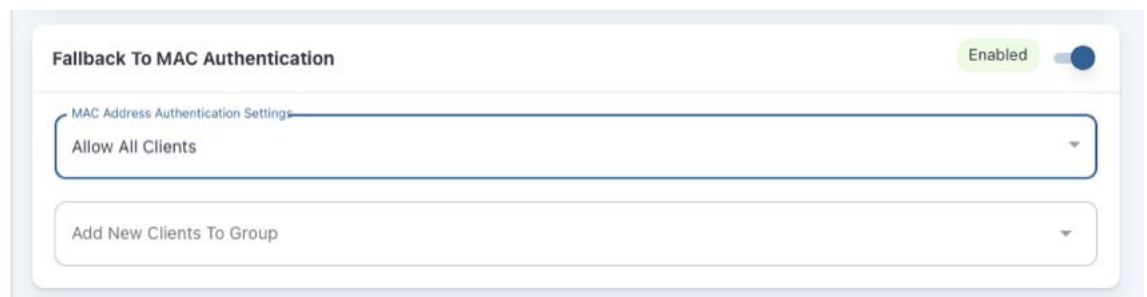 Fallback To MAC Authentication
Enabled
MAC Address Authentication Settings
Allow All Clients
Add New Clients To Group